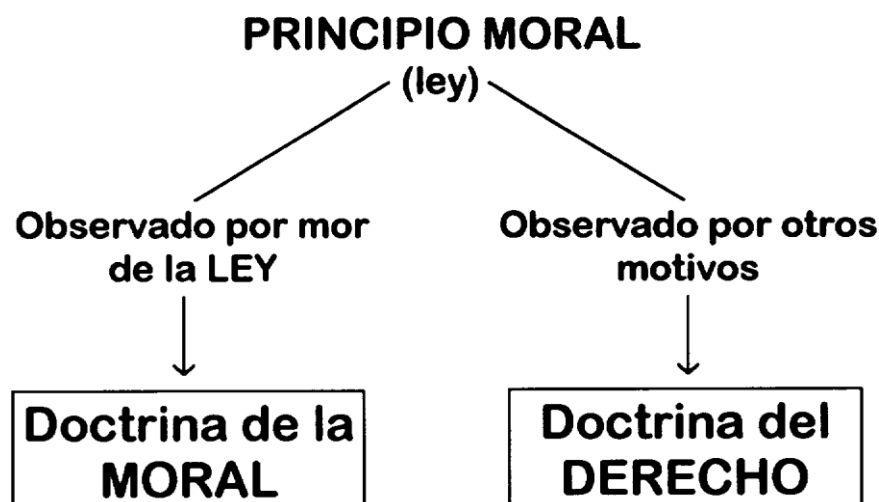 PRINCIPIO MORAL
(ley)
Observado por mor
de la LEY
Observado por otros
motivos
Doctrina de la
MORAL
Doctrina del
DERECHO